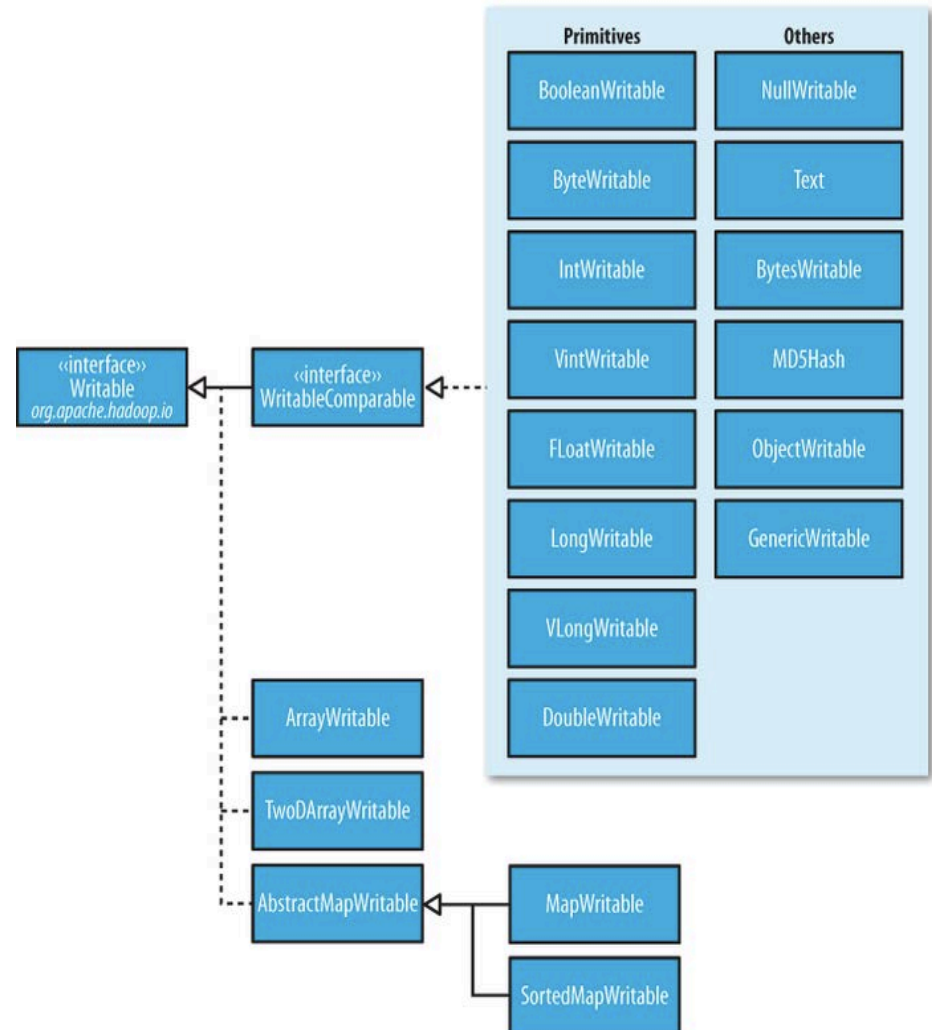 Primitives
Others
BooleanWritable
NullWritable
ByteWritable
Text
IntWritable
BytesWritable
«interface»
Writable
org.apache.hadoop.io
«interface»
WritableComparable
VintWritable
MD5Hash
FLoatWritable
ObjectWritable
LongWritable
GenericWritable
VLongWritable
DoubleWritable
ArrayWritable
TwoDArrayWritable
AbstractMapWritable
MapWritable
SortedMapWritable